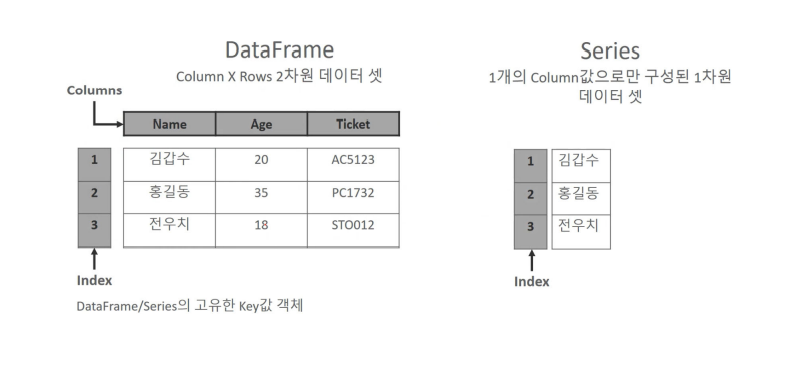 DataFrame
Column X Rows 2차원 데이터 셋
Columns
Name Age Ticket
1 김갑수 20 AC5123
2 홍길동 35 PC1732
3 전우치 18 STO012
Index
DataFrame/Series의 고유한 Key값 객체
Series
1개의 Column값으로만 구성된 1차원
데이터 셋
1 김갑수
2 홍길동
3 전우치
Index